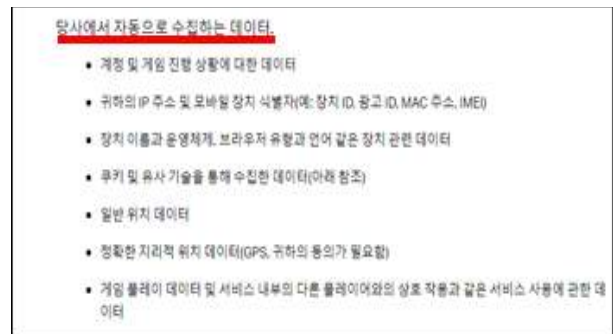 당사에서 자동으로 수집하는 데이터.
• 계정 및 게임 진행 상황에 대한 데이터
• 귀하의 IP 주소 및 모바일 장치 식별자(예: 장치 ID, 광고 ID, MAC 주소, IMEI)
• 장치 이름과 운영체제, 브라우저 유형과 언어 같은 장치 관련 데이터
• 쿠키 및 유사 기술을 통해 수집한 데이터(아래 참조)
• 일반 위치 데이터
• 정확한 지리적 위치 데이터(GPS, 귀하의 동의가 필요함)
• 게임 플레이 데이터 및 서비스 내부의 다른 플레이어와의 상호 작용과 같은 서비스 사용에 관한 데
이터